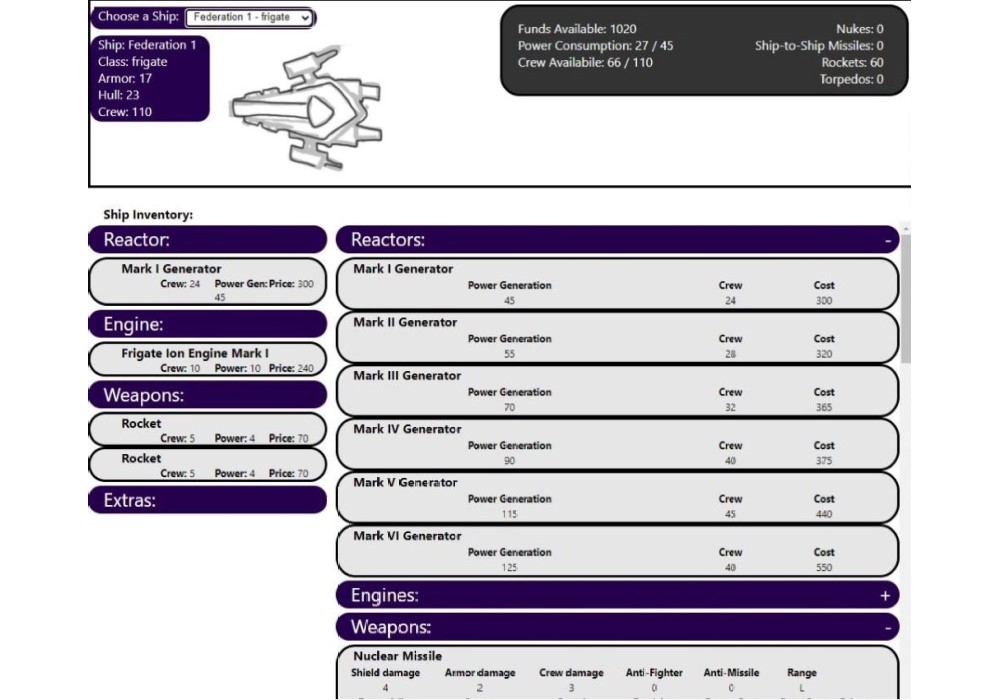 Choose a Ship: Federation 1 - frigate
Ship: Federation 1
Class: frigate
Armor: 17
Hull: 23
Crew: 110
Funds Available: 1020
Power Consumption: 27 / 45
Crew Availabile: 66 / 110
Nukes: 0
Ship-to-Ship Missiles: 0
Rockets: 60
Torpedos: 0
Ship Inventory:
Reactor:
Mark I Generator
Crew: 24 Power Gen: Price: 300
45
Engine:
Frigate Ion Engine Mark I
Crew: 10 Power: 10 Price: 240
Weapons:
Rocket
Crew: 5 Power: 4 Price: 70
Rocket
Crew: 5 Power: 4 Price: 70
Extras:
Reactors: -
Mark I Generator
Power Generation Crew Cost
45 24 300
Mark II Generator
Power Generation Crew Cost
55 28 320
Mark III Generator
Power Generation Crew Cost
70 32 365
Mark IV Generator
Power Generation Crew Cost
90 40 375
Mark V Generator
Power Generation Crew Cost
115 45 440
Mark VI Generator
Power Generation Crew Cost
125 40 550
Engines: +
Weapons: -
Nuclear Missile
Shield damage Armor damage Crew damage Anti-Fighter Anti-Missile Range
4 2 3 0 0 L